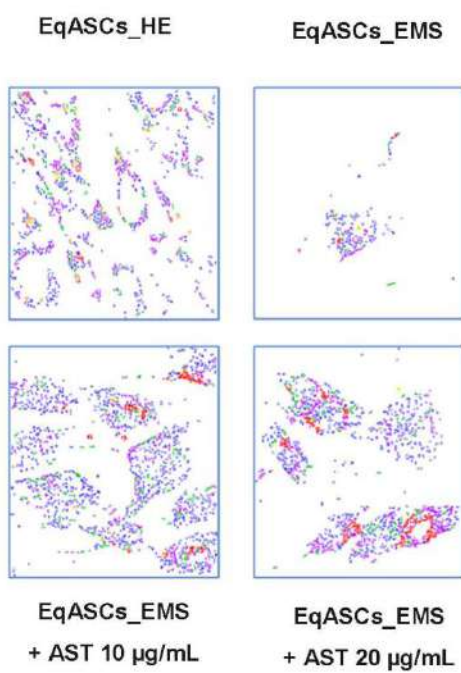 EqASCs_HE
EqASCs_EMS
EqASCs_EMS
+ AST 10 µg/mL
EqASCs_EMS
+ AST 20 µg/mL